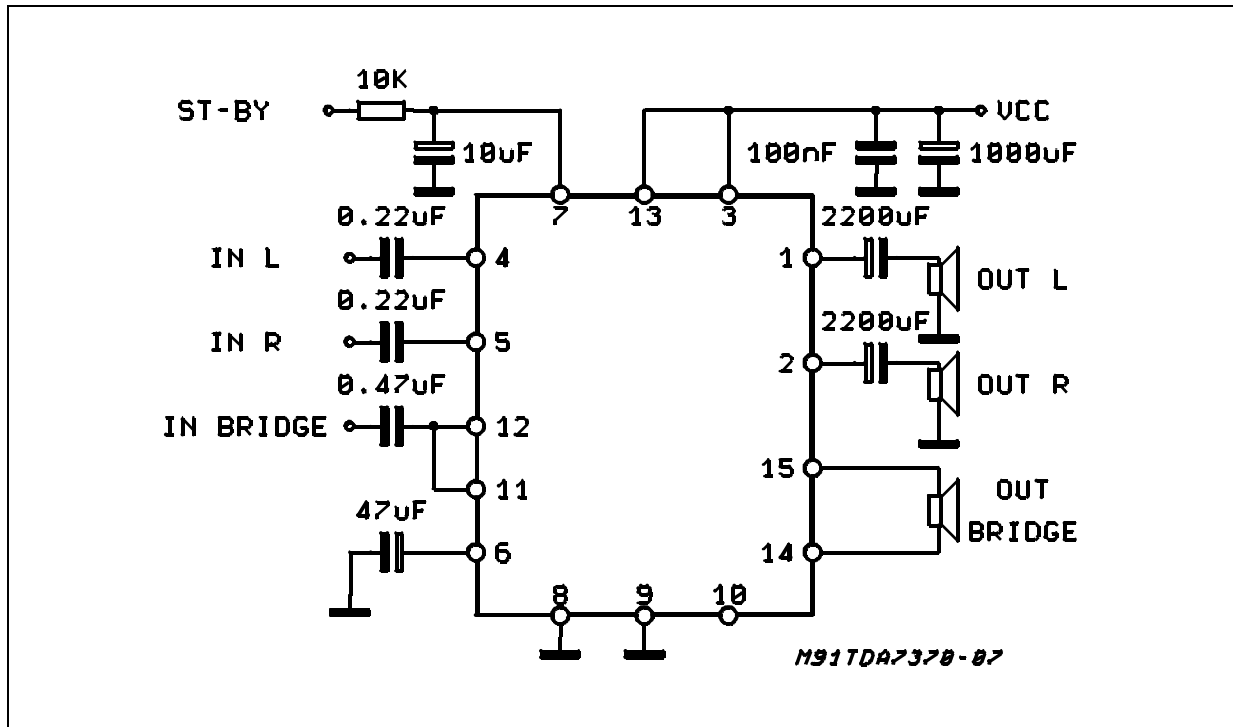 10K
ST-BY
VCC
10uF
100nF
1000uF
7
13
3
0.22uF
2200uF
IN L
4
1
OUT L
0.22uF
2200uF
IN R
5
2
OUT R
0.47uF
IN BRIDGE
12
15
11
OUT
BRIDGE
47uF
6
14
8
9
10
M91TDA7370-07